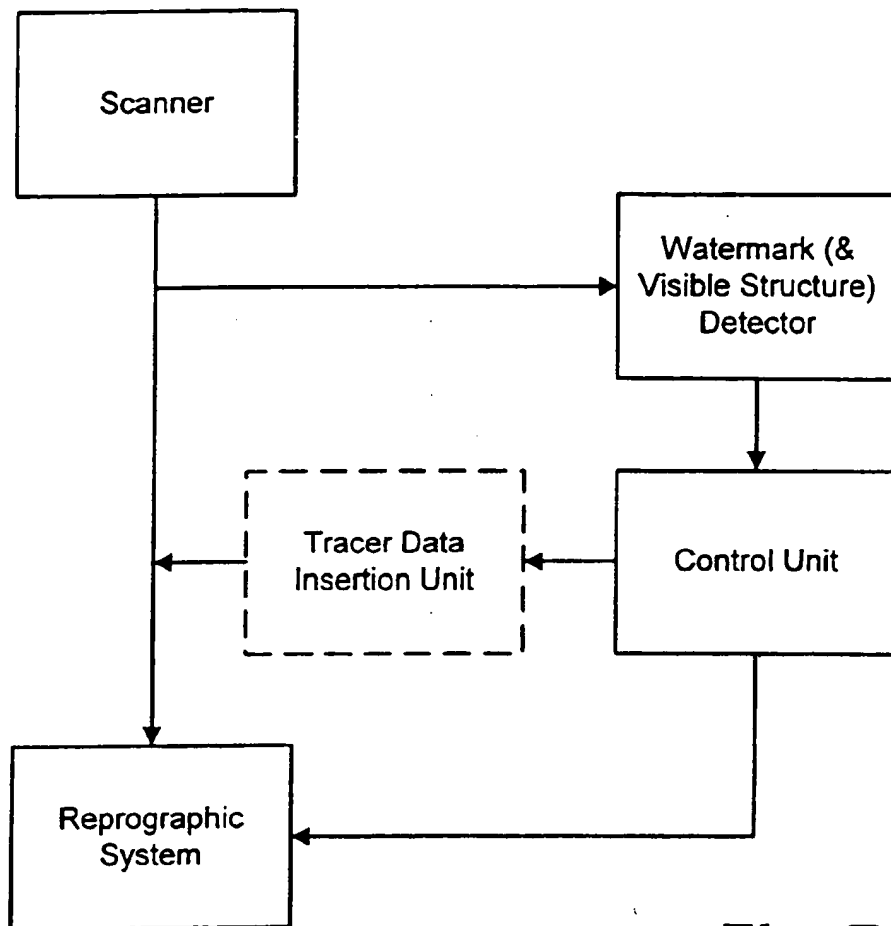 Scanner
Watermark (&
Visible Structure)
Detector
Tracer Data
Insertion Unit
Control Unit
Reprographic
System